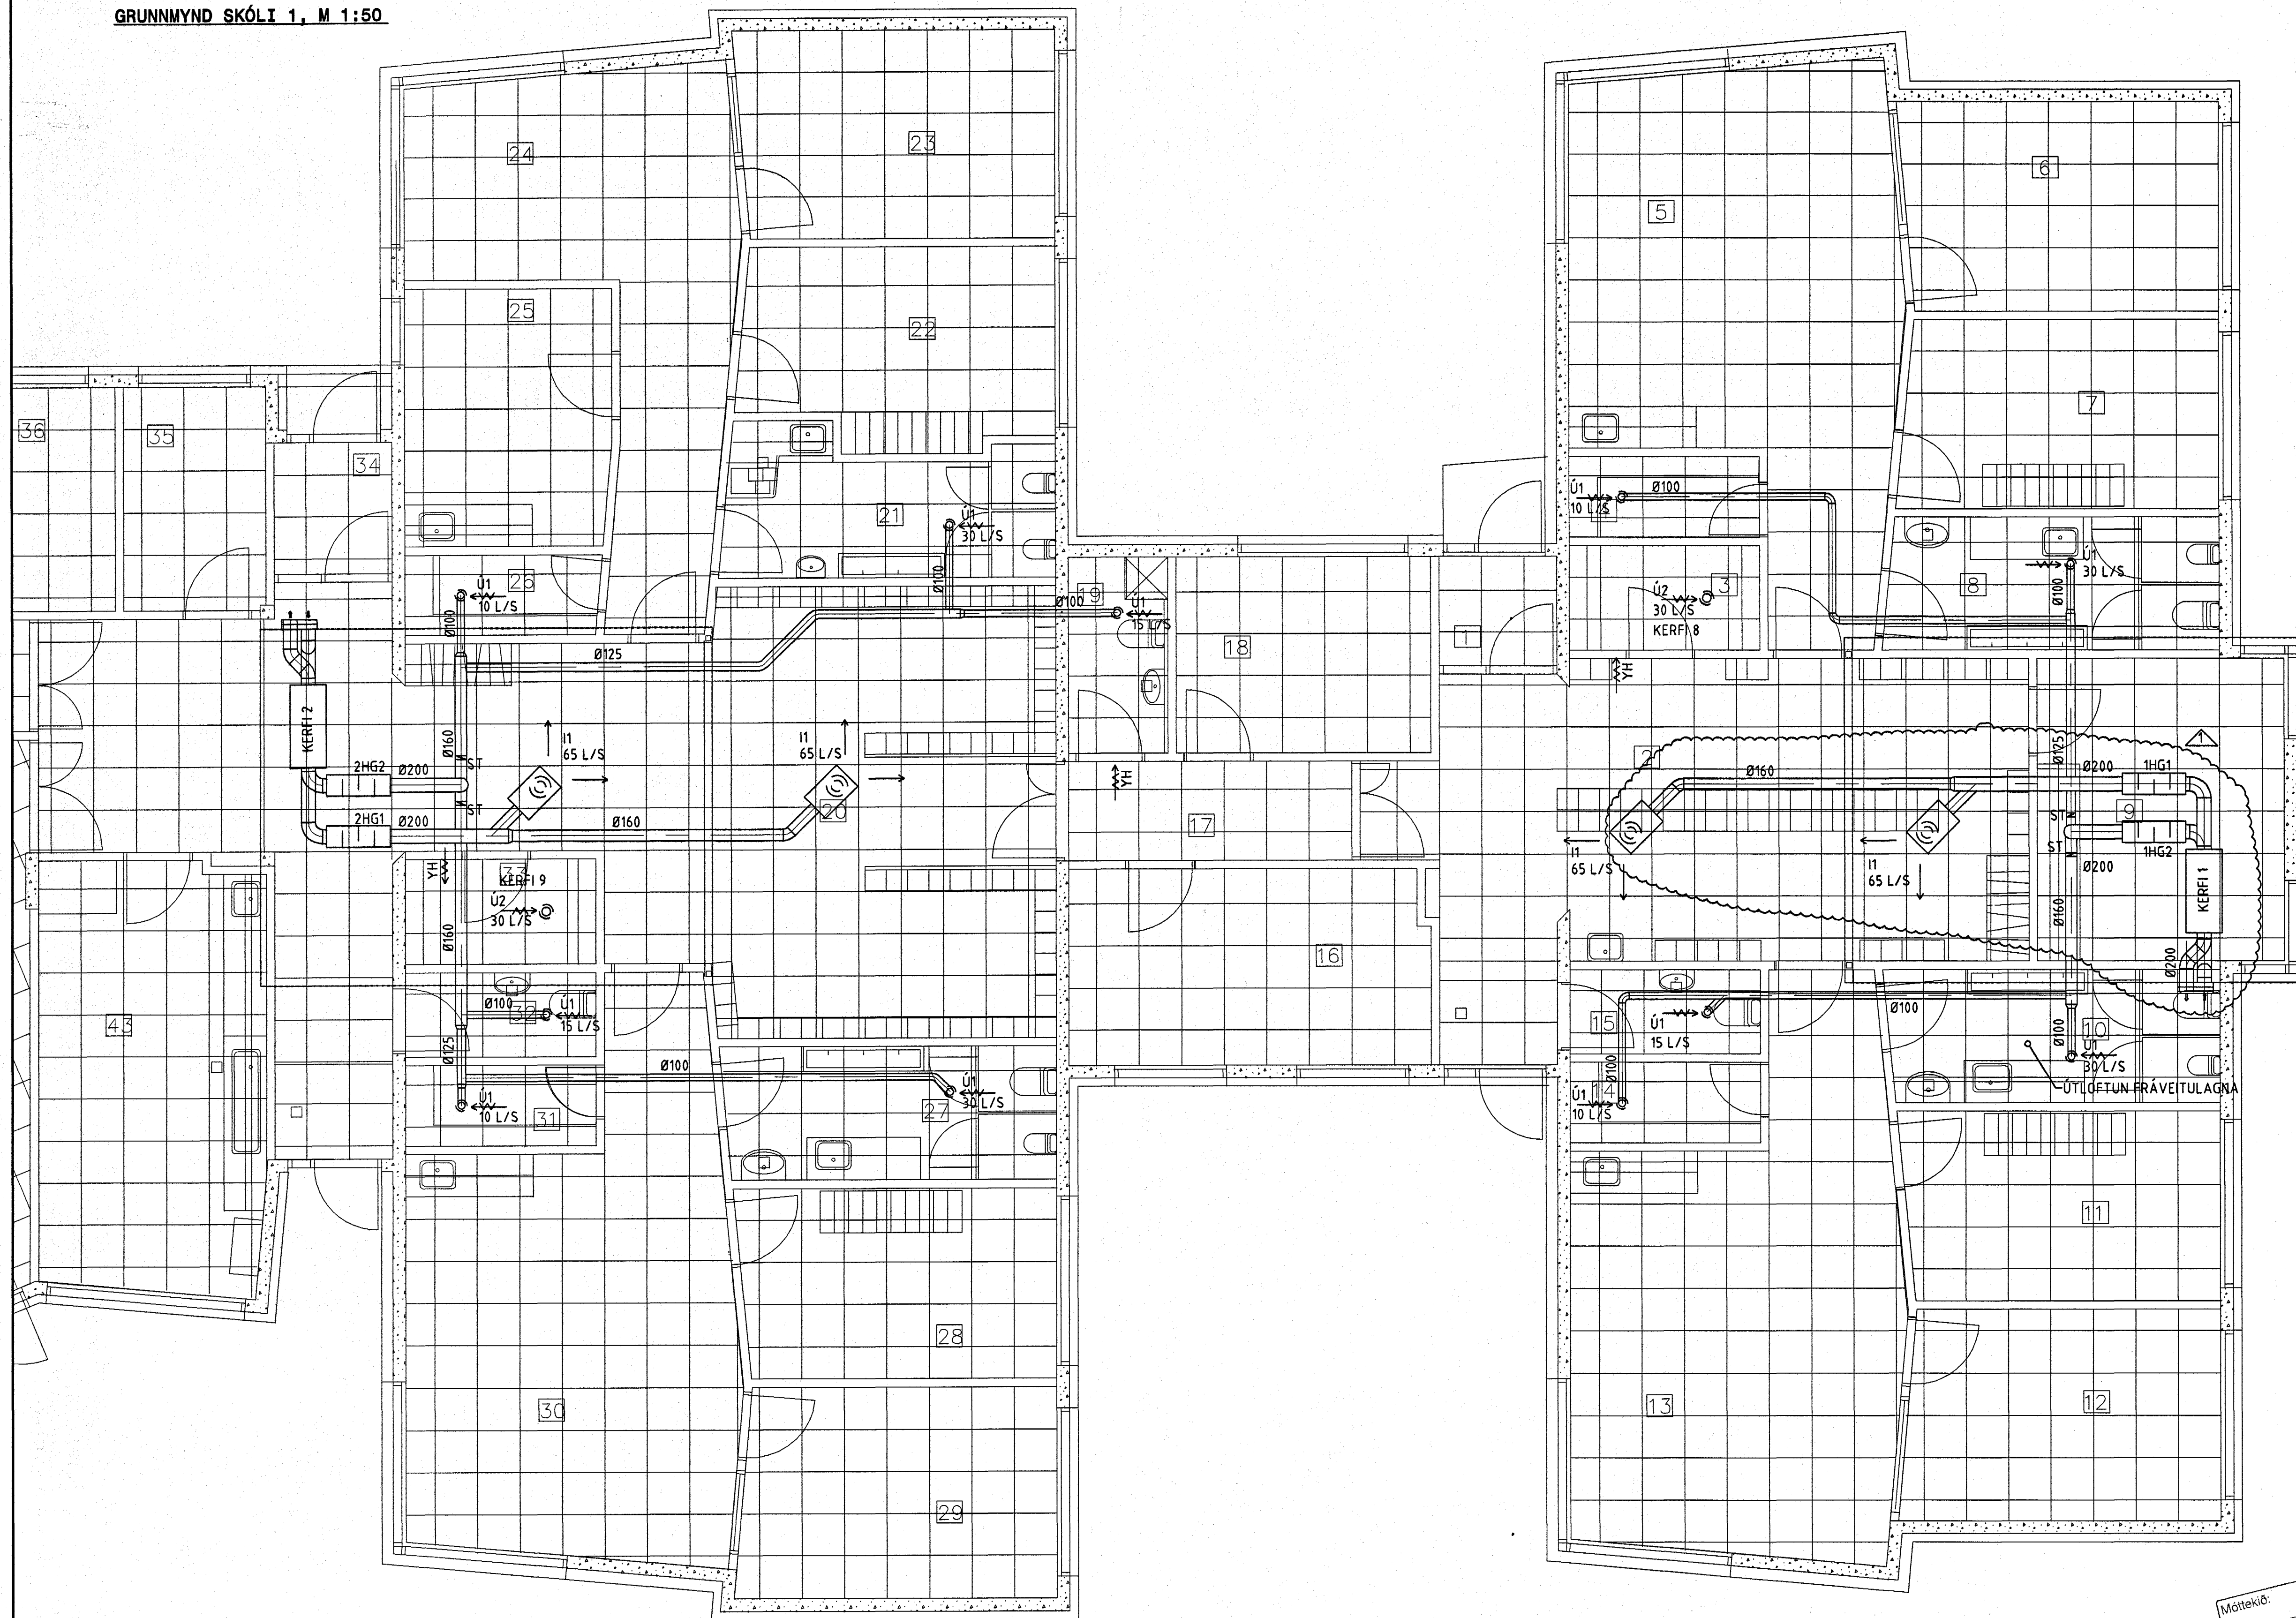 GRUNNMYND SKÓLI 1, M 1:50
24
23
5
6
25
22
7
36
35
34
21
Ú1
30 L/S
Ø100
Ú1
10 L/S
Ø100
26
Ú1
10 L/S
Ø100
Ø100
19
Ú1
15 L/S
Ø125
18
1
3
Ú2
30 L/S
KERFI 8
8
Ú1
30 L/S
Ø100
YH
KERFI 2
Ø160
2HG2
Ø200
ST
ST
2HG1
Ø200
I1
65 L/S
Ø160
I1
65 L/S
20
YH
17
2
Ø160
Ø125
Ø200
1HG1
1
9
ST
ST
1HG2
Ø200
I1
65 L/S
I1
65 L/S
KERFI 1
Ø160
Ø200
YH
33
KERFI 9
Ú2
30 L/S
Ø160
16
43
Ø100
32
Ú1
15 L/S
Ø125
15
Ú1
15 L/S
Ø100
Ø100
10
Ú1
30 L/S
ÚTLOFTUN FRÁVEITULAGNA
Ø100
Ú1
30 L/S
27
Ú1
10 L/S
31
Ø100
14
Ú1
10 L/S
11
28
30
29
13
12
Móttekið: